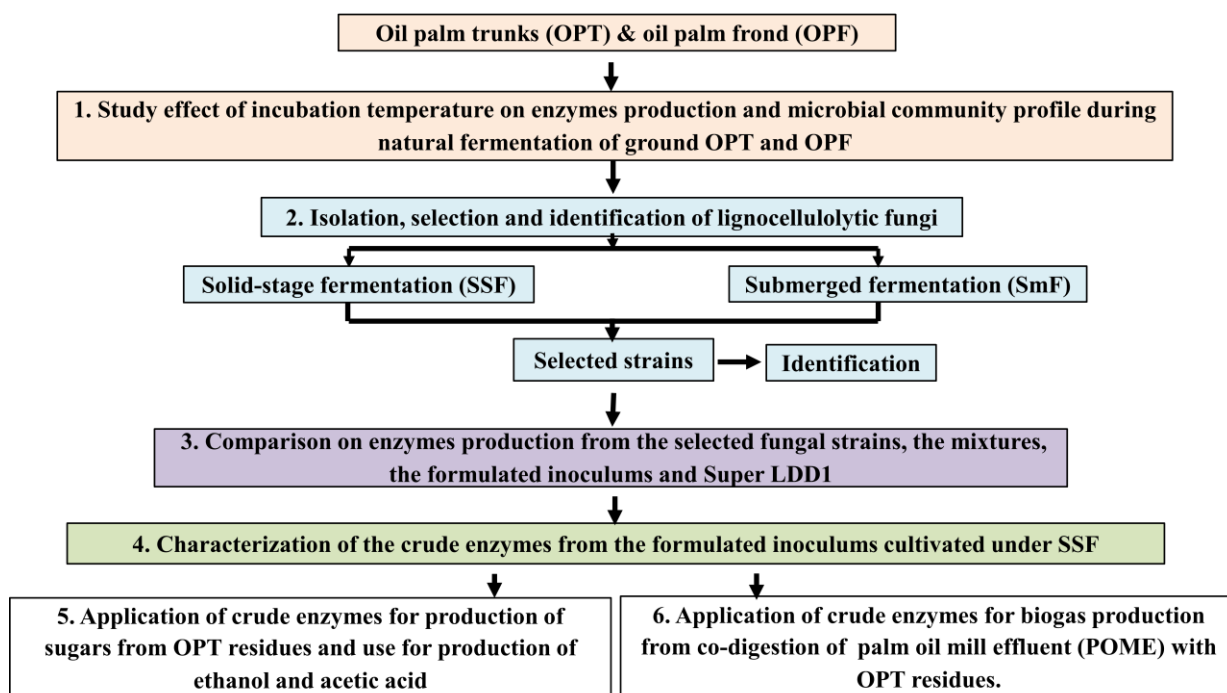 Oil palm trunks (OPT) & oil palm frond (OPF)
1. Study effect of incubation temperature on enzymes production and microbial community profile during
natural fermentation of ground OPT and OPF
2. Isolation, selection and identification of lignocellulolytic fungi
Solid-stage fermentation (SSF)
Submerged fermentation (SmF)
Selected strains
Identification
3. Comparison on enzymes production from the selected fungal strains, the mixtures,
the formulated inoculums and Super LDD1
4. Characterization of the crude enzymes from the formulated inoculums cultivated under SSF
5. Application of crude enzymes for production of
sugars from OPT residues and use for production of
ethanol and acetic acid
6. Application of crude enzymes for biogas production
from co-digestion of palm oil mill effluent (POME) with
OPT residues.